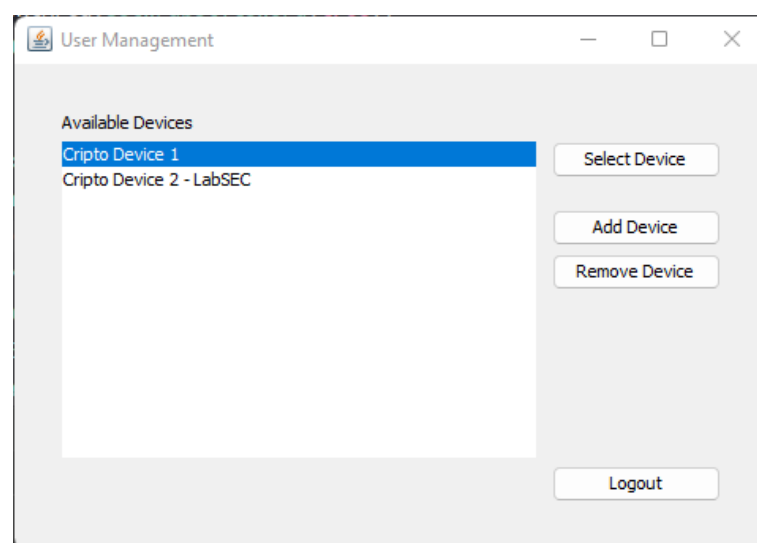 User Management
Available Devices
Cripto Device 1
Cripto Device 2 - LabSEC
Select Device
Add Device
Remove Device
Logout